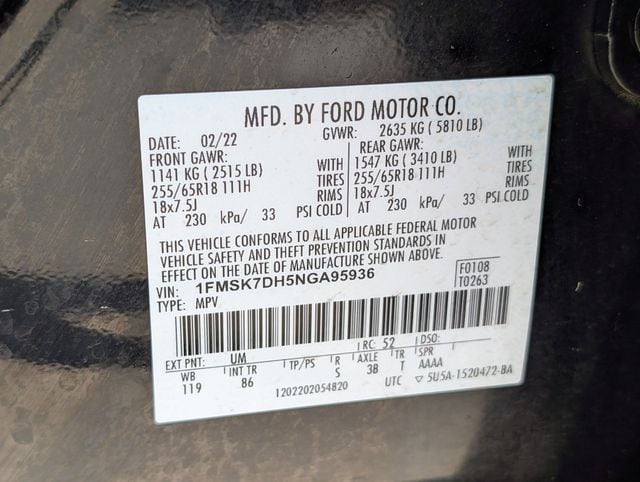 MFD. BY FORD MOTOR CO.
DATE: 02/22 GVWR: 2635 KG ( 5810 LB)
FRONT GAWR: REAR GAWR:
1141 KG ( 2515 LB) WITH 1547 KG ( 3410 LB) WITH
255/65R18 111H TIRES 255/65R18 111H TIRES
18x7.5J RIMS 18x7.5J RIMS
AT 230 kPa/ 33 PSI COLD AT 230 kPa/ 33 PSI COLD
THIS VEHICLE CONFORMS TO ALL APPLICABLE FEDERAL MOTOR
VEHICLE SAFETY AND THEFT PREVENTION STANDARDS IN
EFFECT ON THE DATE OF MANUFACTURE SHOWN ABOVE.
VIN: 1FMSK7DH5NGA95936 F0108
TYPE: MPV T0263
EXT PNT: UM RC: 52 DSO:
WB INT TR TP/PS R AXLE TR SPR
119 86 S 3B T AAAA
1202202054820 UTC ▽ 5U5A-1520472-BA